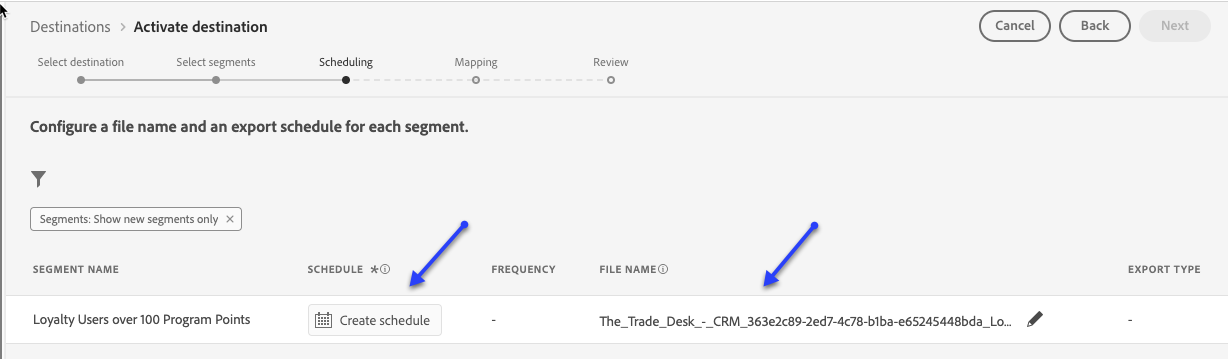 Destinations > Activate destination
Cancel
Back
Next
Select destination
Select segments
Scheduling
Mapping
Review
Configure a file name and an export schedule for each segment.
Segments: Show new segments only ×
SEGMENT NAME
SCHEDULE *
FREQUENCY
FILE NAME
EXPORT TYPE
Loyalty Users over 100 Program Points
Create schedule
-
The_Trade_Desk_-_CRM_363e2c89-2ed7-4c78-b1ba-e65245448bda_Lo...
-